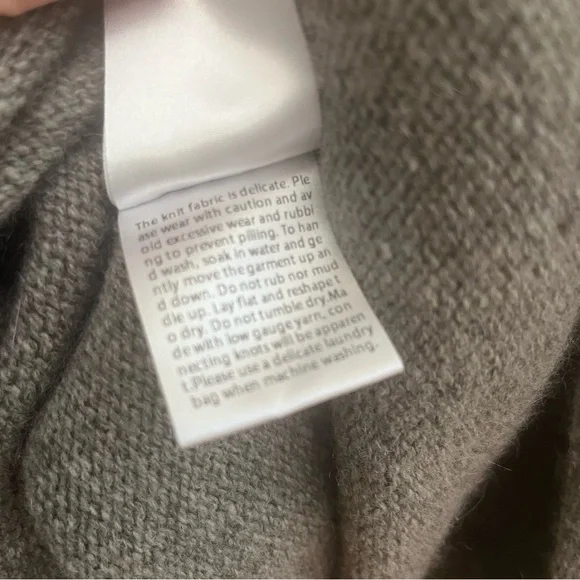 The knit fabric is delicate. Ple
ase wear with caution and av
oid excessive wear and rubbi
ng to prevent pilling. To han
d wash, soak in water and ge
ntly move the garment up an
d down. Do not rub nor mud
dle up. Lay flat and reshape t
o dry. Do not tumble dry.Ma
de with low gauge yarn, con
necting knots will be apparen
t.Please use a delicate laundry
bag when machine washing.